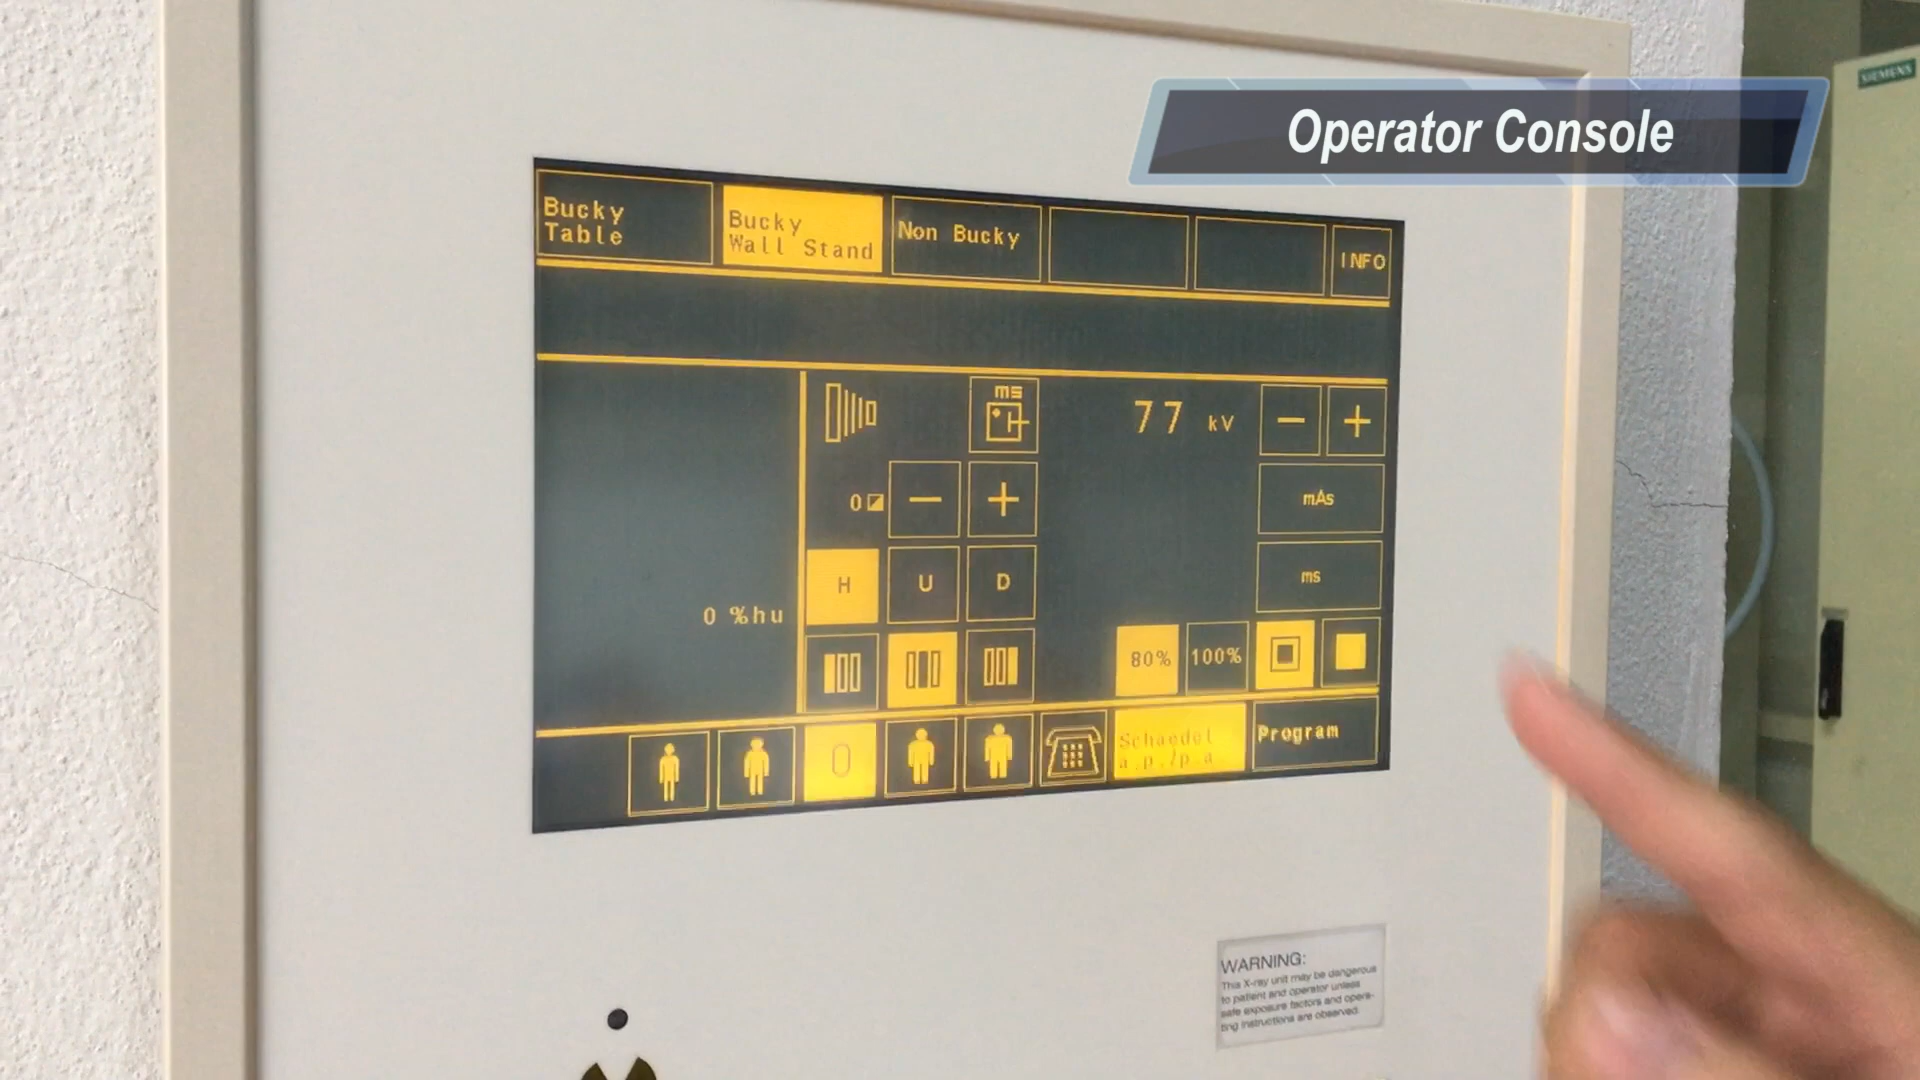 Operator Console
SIEMENS
Bucky
Table
Bucky
Wall Stand
Non Bucky
INFO
ms
77 kV
− +
0 − +
mAs
H U D
ms
0 %hu
80% 100%
0
Schaedel
a.p./p.a.
Program
WARNING:
This X-ray unit may be dangerous
to patient and operator unless
safe exposure factors and opera-
ting instructions are observed.